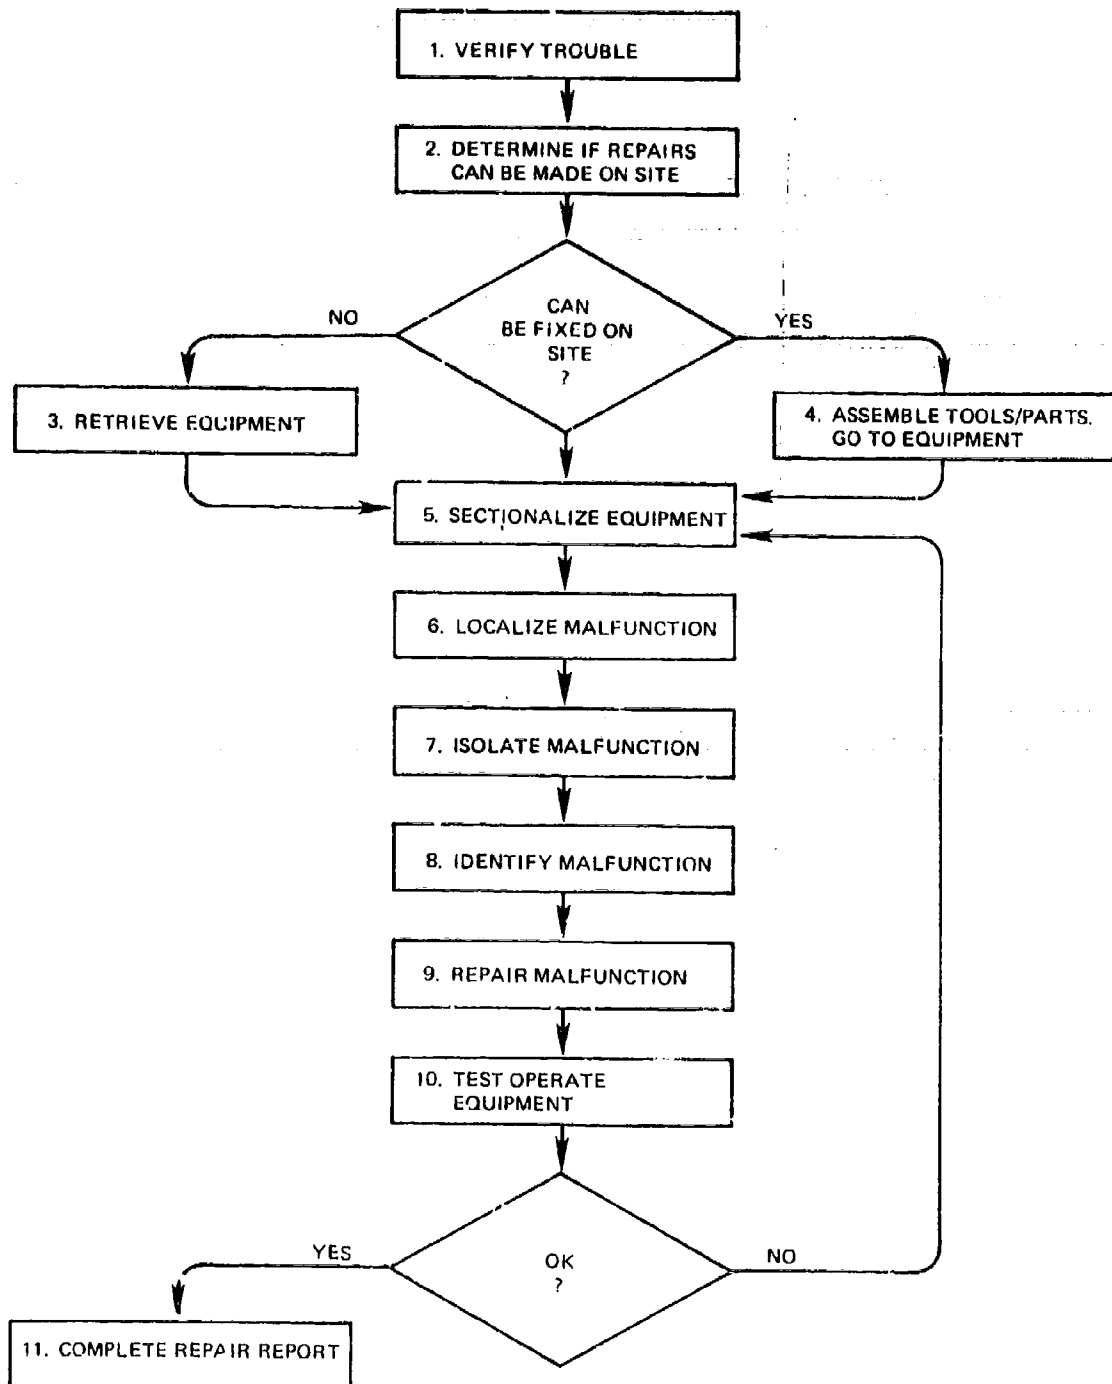 1. VERIFY TROUBLE
2. DETERMINE IF REPAIRS
CAN BE MADE ON SITE
CAN
BE FIXED ON
SITE
?
NO
YES
3. RETRIEVE EQUIPMENT
4. ASSEMBLE TOOLS/PARTS.
GO TO EQUIPMENT
5. SECTIONALIZE EQUIPMENT
6. LOCALIZE MALFUNCTION
7. ISOLATE MALFUNCTION
8. IDENTIFY MALFUNCTION
9. REPAIR MALFUNCTION
10. TEST OPERATE
EQUIPMENT
OK
?
YES
NO
11. COMPLETE REPAIR REPORT